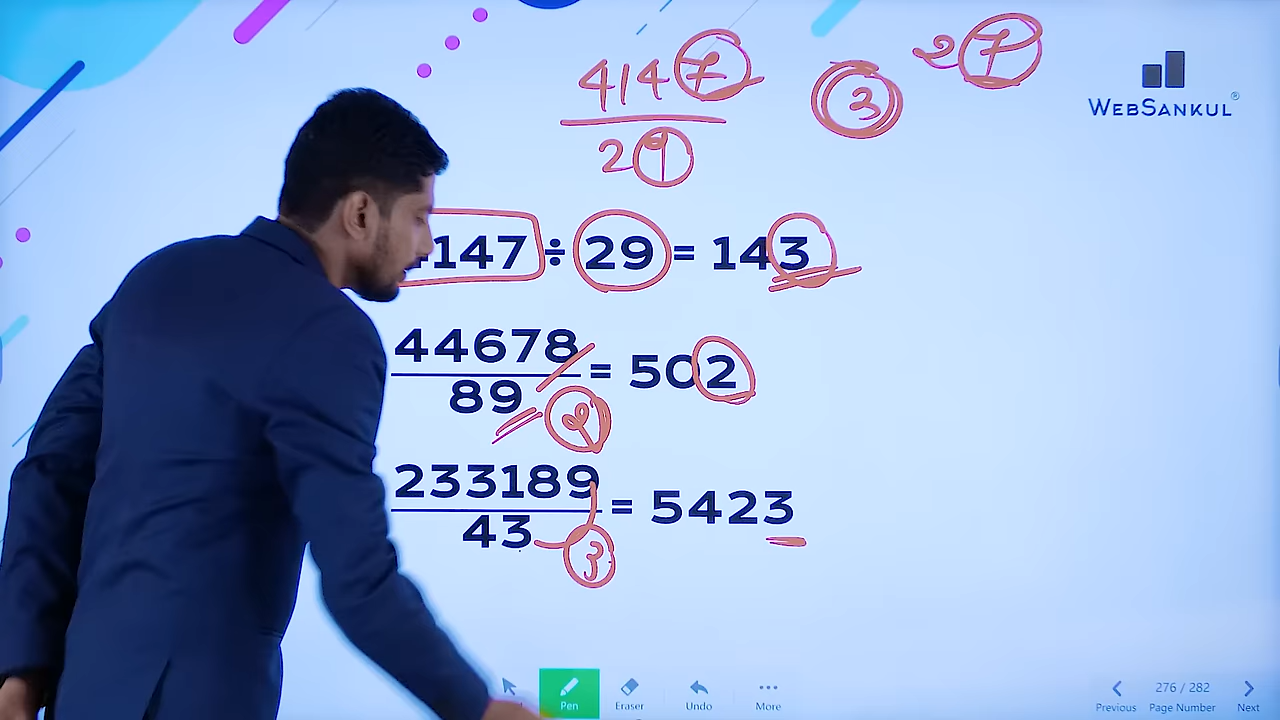 4147
29
3
27
WEBSANKUL®
147 ÷ 29 = 143
44678
89
= 502
2
233189
43
= 5423
3
Pen
Eraser
Undo
More
Previous
276 / 282
Page Number
Next